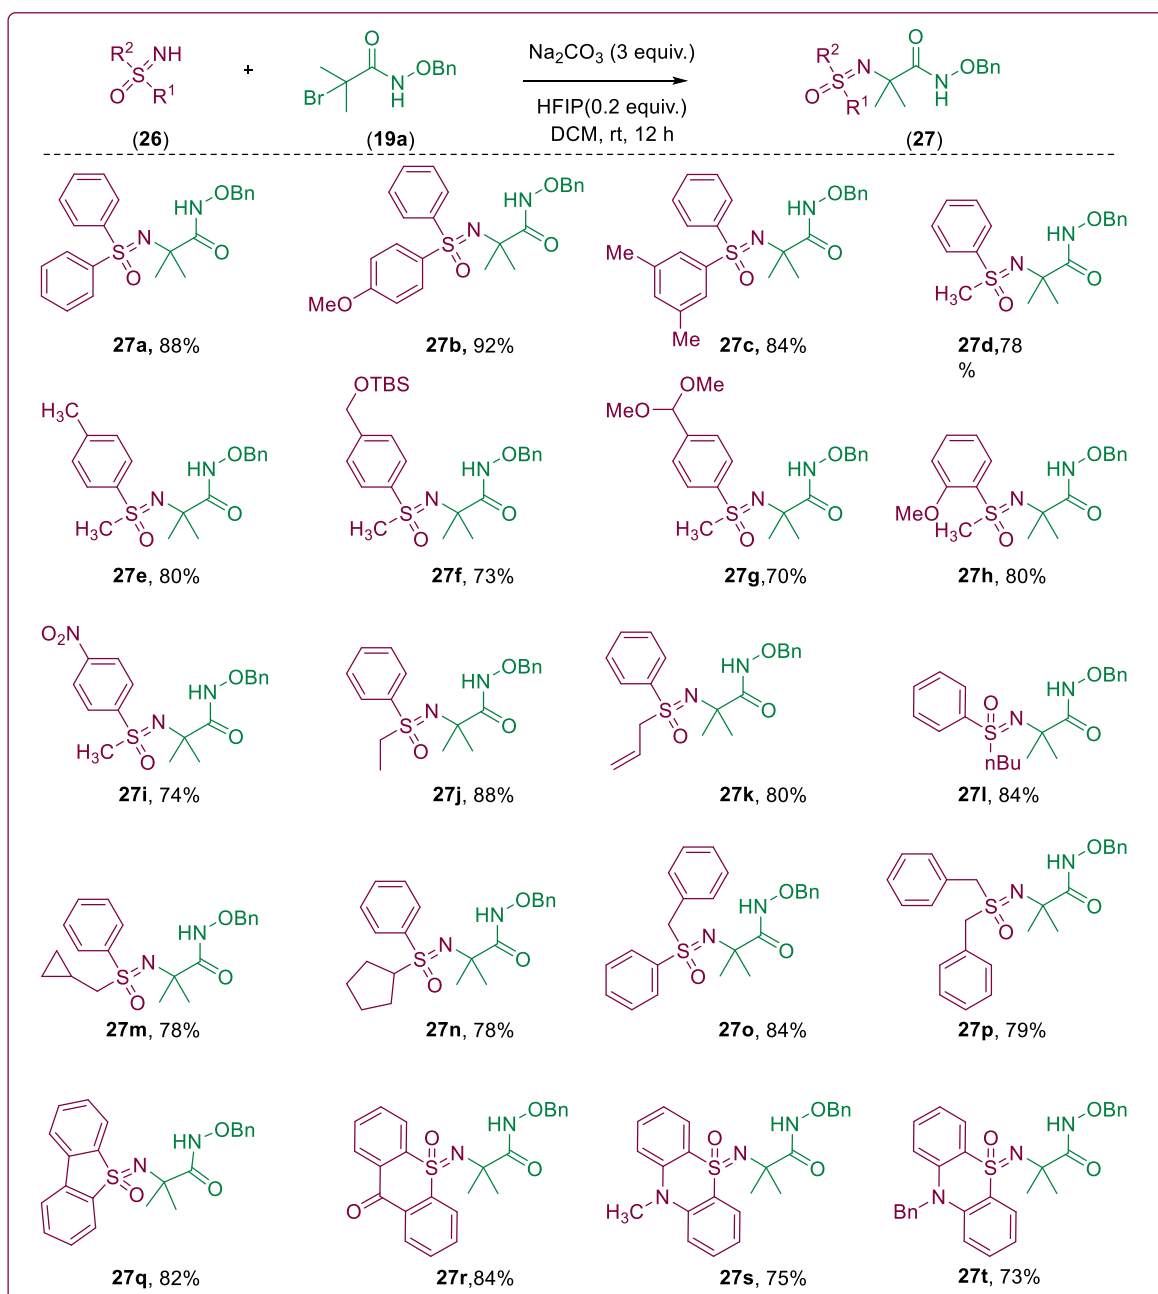 R² NH S O R¹ + O Br N H OBn Na₂CO₃ (3 equiv.) HFIP(0.2 equiv.) DCM, rt, 12 h R² N S O R¹ O N H OBn
(26) (19a) (27)
OBn HN N S O O
OBn HN N S O O MeO
OBn HN N S O O Me Me
OBn HN N S O O H₃C
27a, 88% 27b, 92% 27c, 84% 27d,78
%
H₃C OBn HN N S O O H₃C
OTBS OBn HN N S O O CH₃
OMe MeO OBn HN N S O O CH₃
OBn HN N S O O MeO H₃C
27e, 80% 27f, 73% 27g,70% 27h, 80%
O₂N OBn HN N S O O H₃C
OBn HN N S O O
OBn HN N S O O
OBn HN O N S O nBu
27i, 74% 27j, 88% 27k, 80% 27l, 84%
OBn HN N S O O
OBn HN N S O O
OBn HN N S O O
OBn HN N S O O
27m, 78% 27n, 78% 27o, 84% 27p, 79%
OBn HN N S O O
OBn HN O N S O O
OBn HN O N S O N H₃C
OBn HN O N S O N Bn
27q, 82% 27r,84% 27s, 75% 27t, 73%